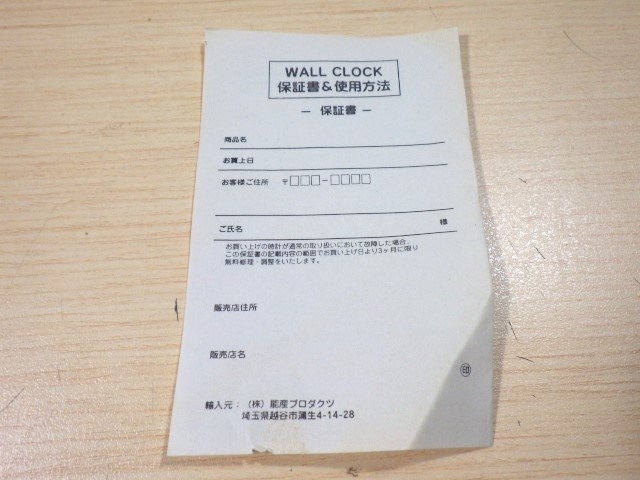 WALL CLOCK
保証書&使用方法
― 保証書 ―
商品名
お買上日
お客様ご住所 〒□□□-□□□□
ご氏名 様
お買い上げの時計が通常の取り扱いにおいて故障した場合、
この保証書の記載内容の範囲でお買い上げ日より3ヶ月に限り
無料修理・調整をいたします。
販売店住所
販売店名
㊞
輸入元: (株) 能産プロダクツ
埼玉県越谷市蒲生4-14-28